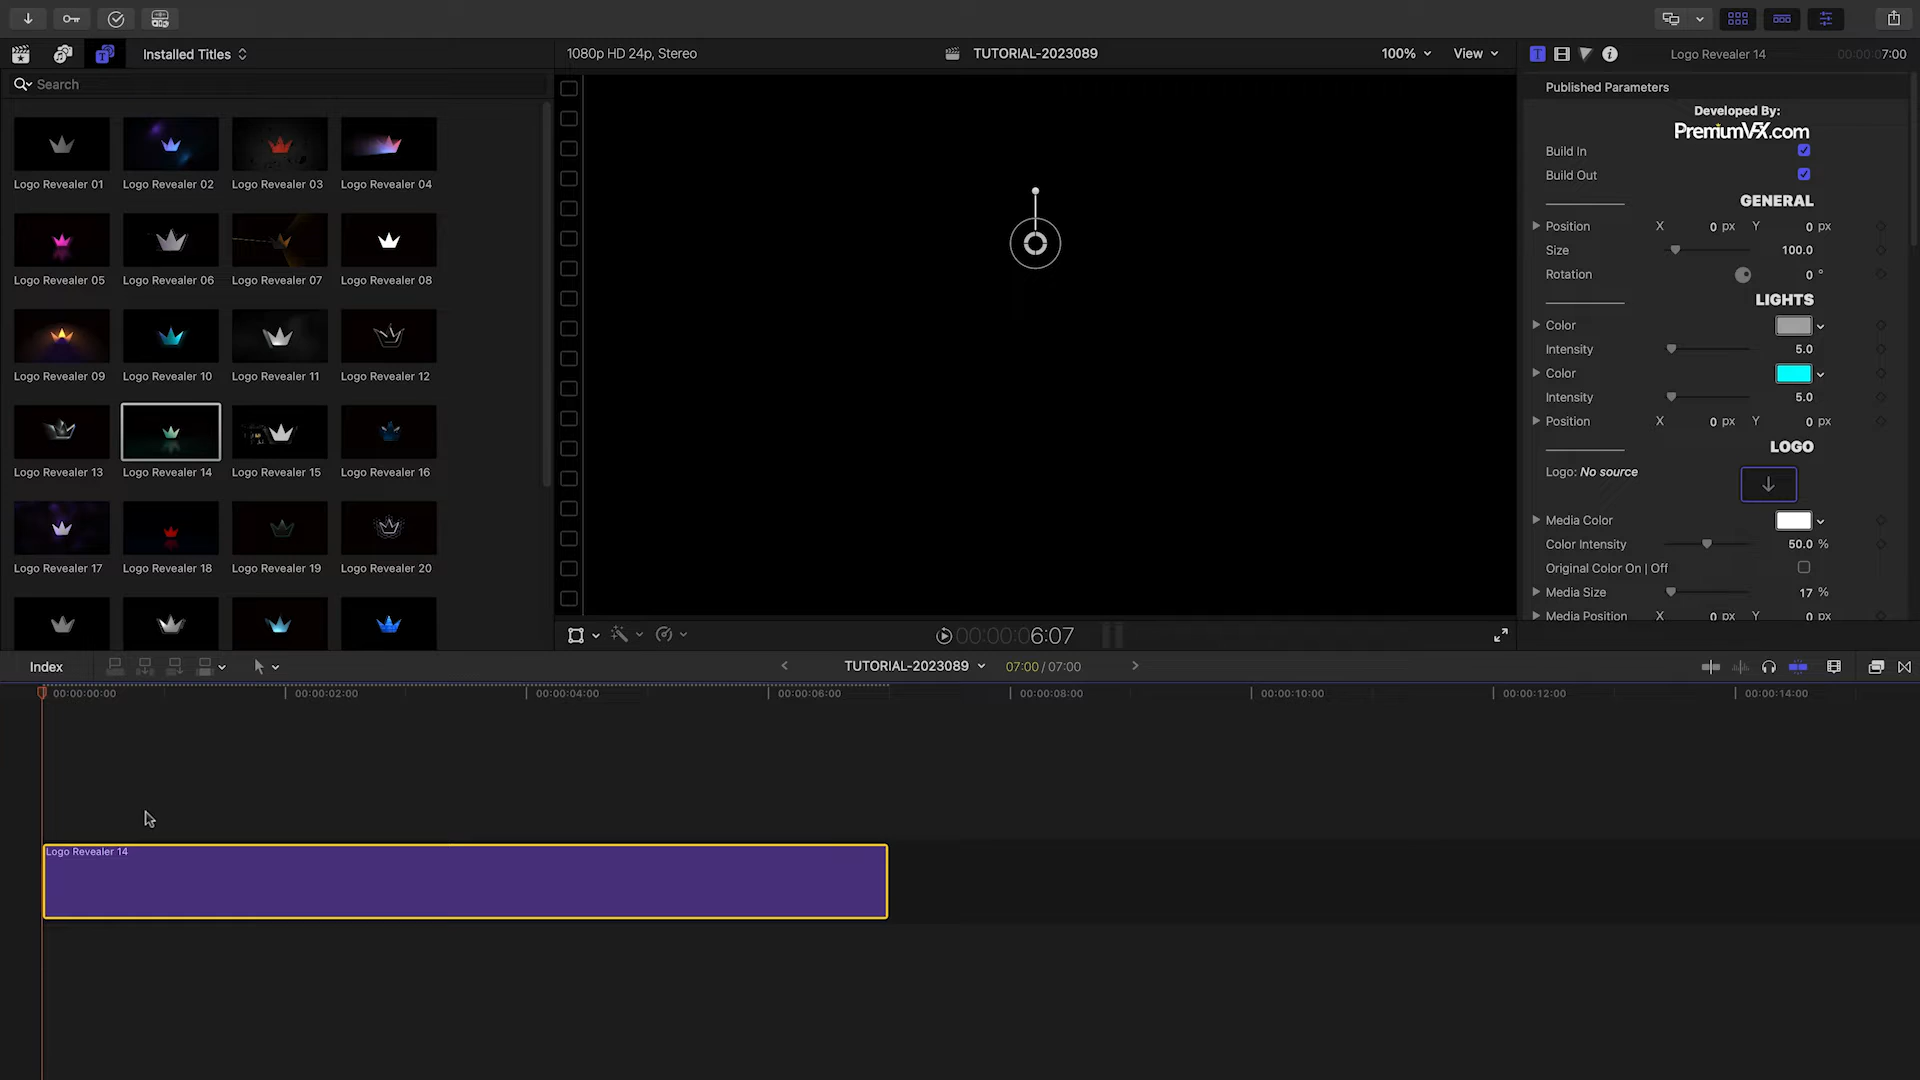 Installed Titles
1080p HD 24p, Stereo
TUTORIAL-2023089
100%
View
Logo Revealer 14
00:00:07:00
Search
Logo Revealer 01
Logo Revealer 02
Logo Revealer 03
Logo Revealer 04
Logo Revealer 05
Logo Revealer 06
Logo Revealer 07
Logo Revealer 08
Logo Revealer 09
Logo Revealer 10
Logo Revealer 11
Logo Revealer 12
Logo Revealer 13
Logo Revealer 14
Logo Revealer 15
Logo Revealer 16
Logo Revealer 17
Logo Revealer 18
Logo Revealer 19
Logo Revealer 20
Published Parameters
Developed By:
PremiumVFX.com
Build In
Build Out
GENERAL
Position X 0 px Y 0 px
Size 100.0
Rotation 0 °
LIGHTS
Color
Intensity 5.0
Color
Intensity 5.0
Position X 0 px Y 0 px
LOGO
Logo: No source
Media Color
Color Intensity 50.0 %
Original Color On | Off
Media Size 17 %
Media Position X 0 px Y 0 px
00:00:06:07
Index
TUTORIAL-2023089
07:00 / 07:00
00:00:00:00
00:00:02:00
00:00:04:00
00:00:06:00
00:00:08:00
00:00:10:00
00:00:12:00
00:00:14:00
Logo Revealer 14